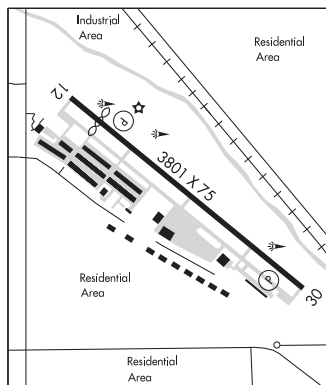 Industrial
Area
Residential
Area
12
P
3801 X 75
P
30
Residential
Area
Residential
Area